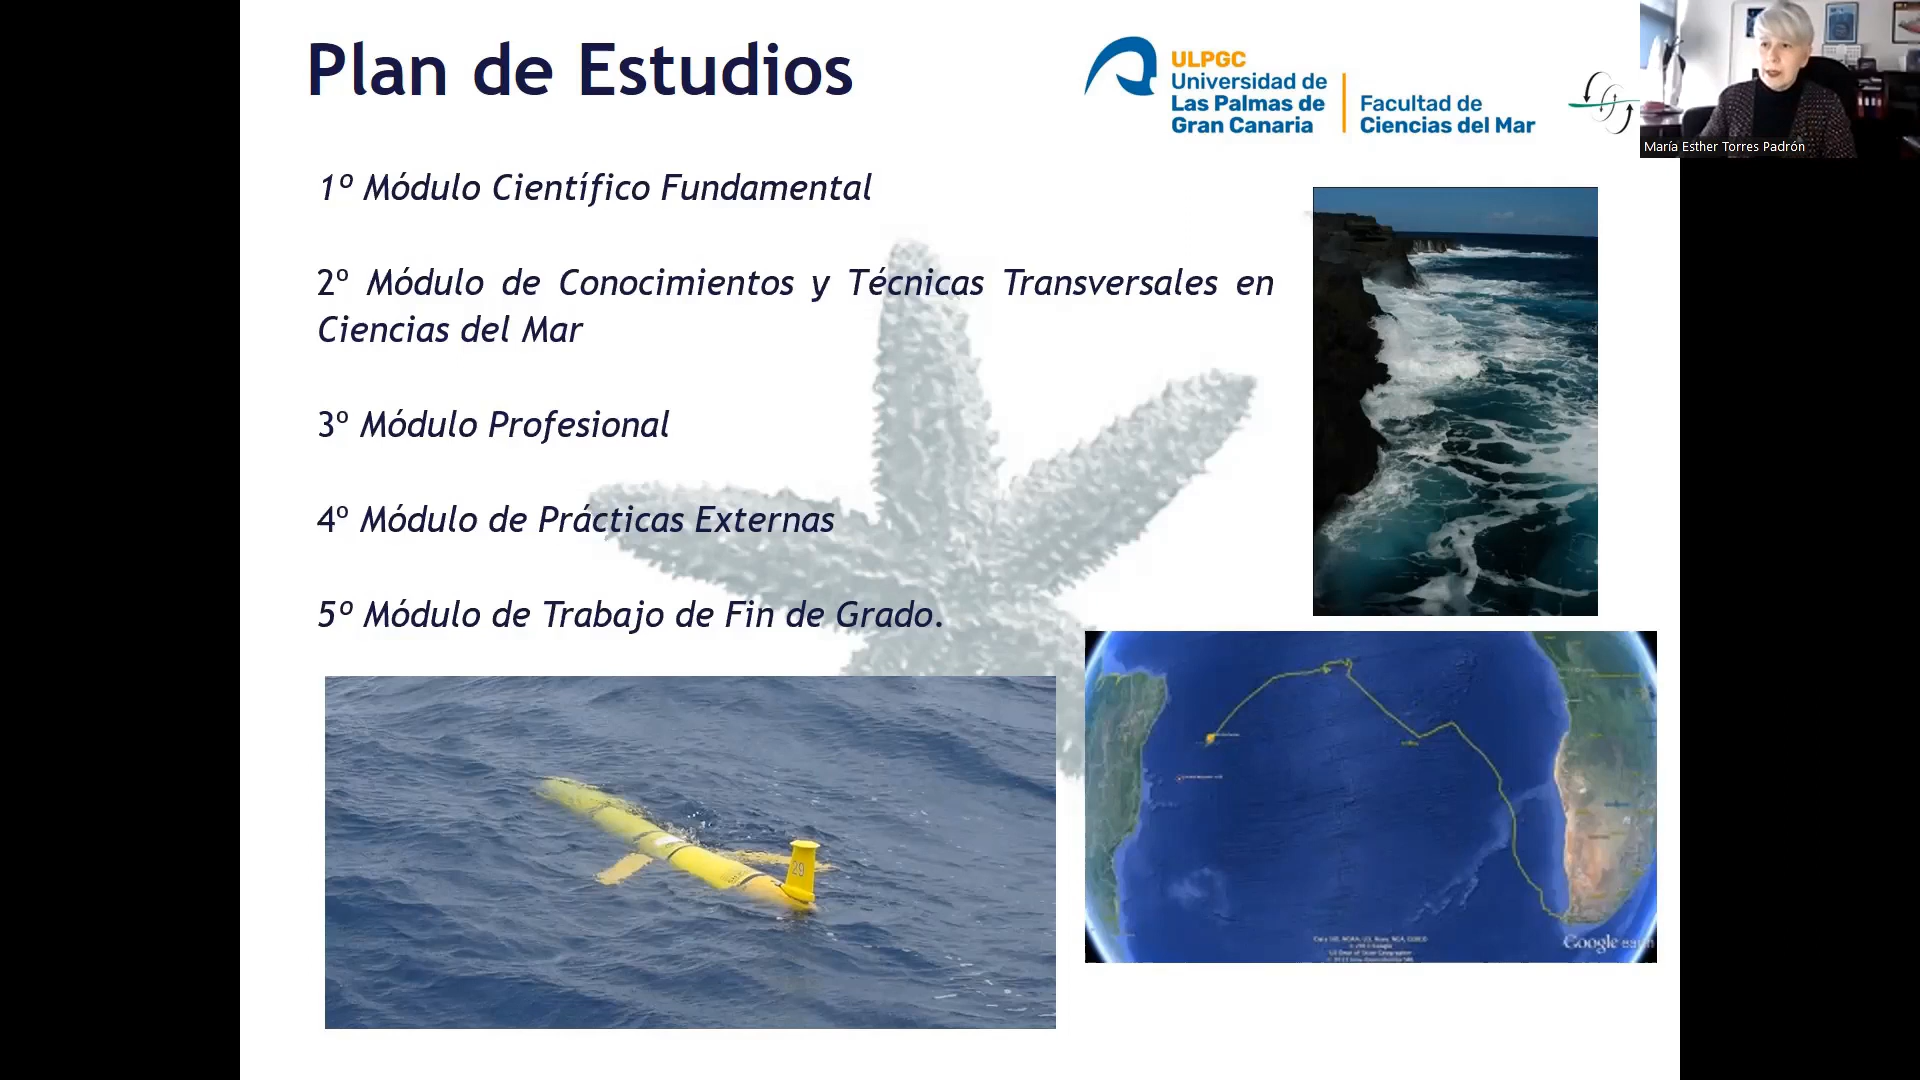 Plan de Estudios
ULPGC
Universidad de
Las Palmas de
Gran Canaria
Facultad de
Ciencias del Mar
María Esther Torres Padrón
1º Módulo Científico Fundamental
2º Módulo de Conocimientos y Técnicas Transversales en
Ciencias del Mar
3º Módulo Profesional
4º Módulo de Prácticas Externas
5º Módulo de Trabajo de Fin de Grado.
29
Google earth